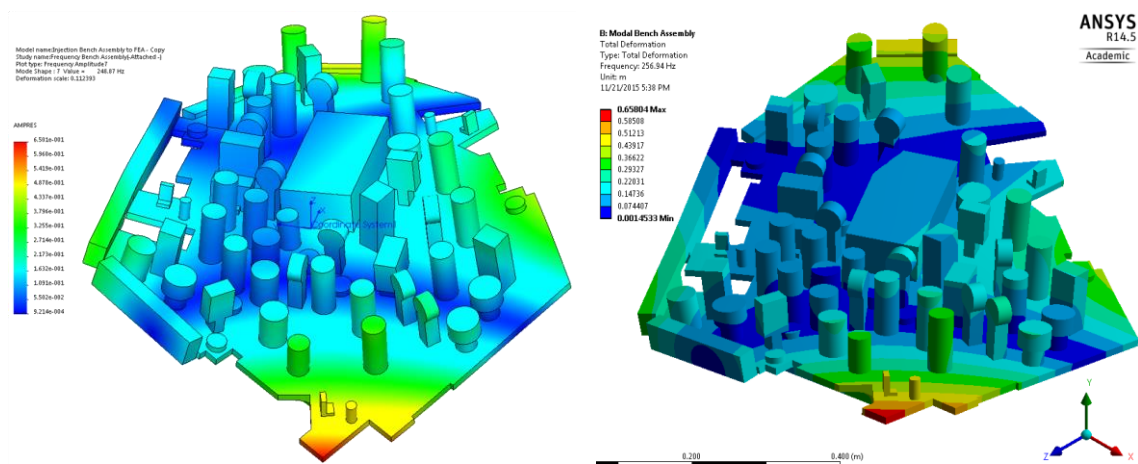 Model name:Injection Bench Assembly to FEA - Copy
Study name:Frequency Bench Assembly(-Attached-)
Plot type: Frequency Amplitude7
Mode Shape : 7 Value = 248.07 Hz
Deformation scale: 0.112393
AMPRES
6.501e-001
5.960e-001
5.419e-001
4.878e-001
4.337e-001
3.796e-001
3.255e-001
2.714e-001
2.173e-001
1.632e-001
1.091e-001
5.502e-002
9.214e-004
Coordinate System1
B: Modal Bench Assembly
Total Deformation
Type: Total Deformation
Frequency: 256.94 Hz
Unit: m
11/21/2015 5:38 PM
0.65804 Max
0.58508
0.51213
0.43917
0.36622
0.29327
0.22031
0.14736
0.074407
0.0014533 Min
ANSYS
R14.5
Academic
0.200
0.400 (m)
Y
Z
X